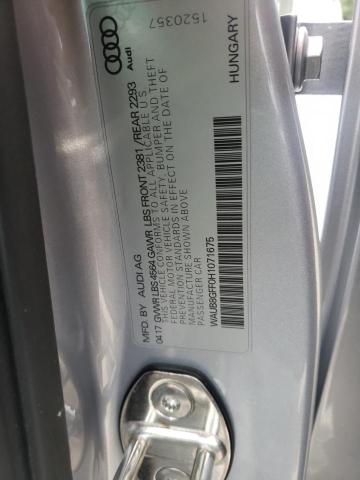 Audi
1520357
HUNGARY
MFD. BY AUDI AG
04.17 GVWR LBS 4564 GAWR LBS FRONT 2381 / REAR 2293
THIS VEHICLE CONFORMS TO ALL APPLICABLE U S
FEDERAL MOTOR VEHICLE SAFETY, BUMPER AND THEFT
PREVENTION STANDARDS IN EFFECT ON THE DATE OF
MANUFACTURE SHOWN ABOVE
PASSENGER CAR
WAUB8GFF0H1071675